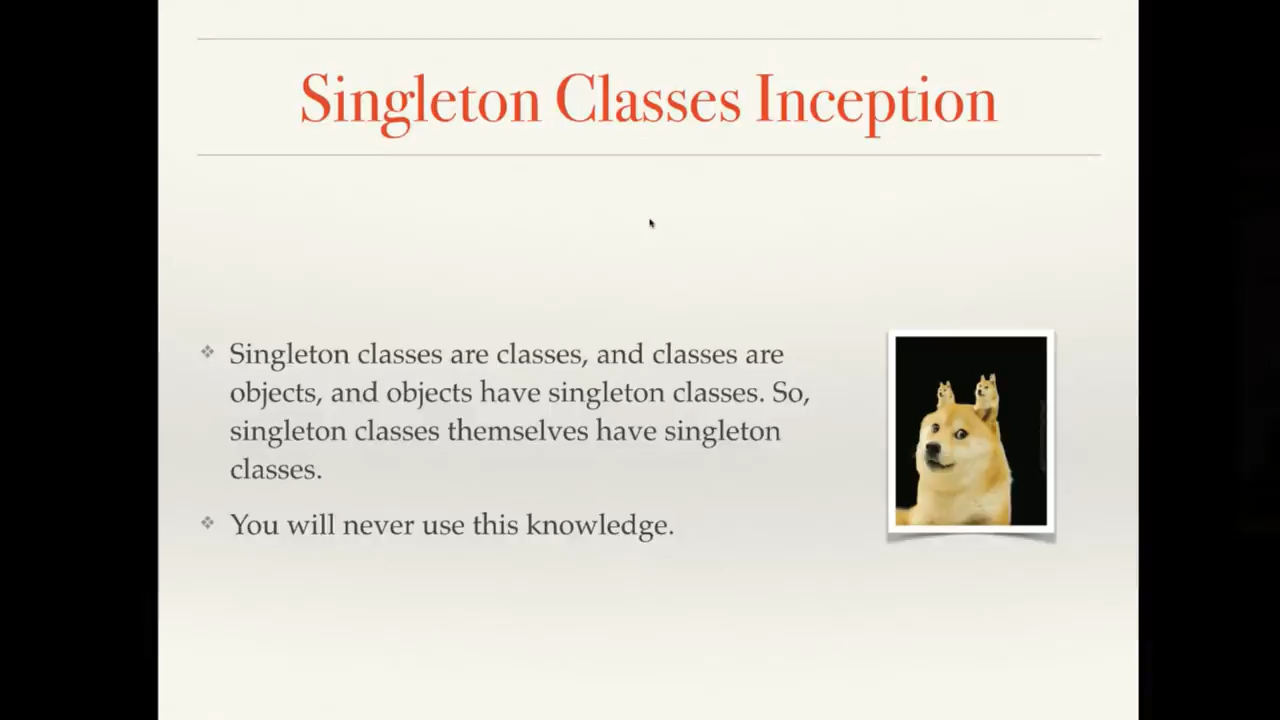 Singleton Classes Inception
Singleton classes are classes, and classes are
objects, and objects have singleton classes. So,
singleton classes themselves have singleton
classes.
You will never use this knowledge.